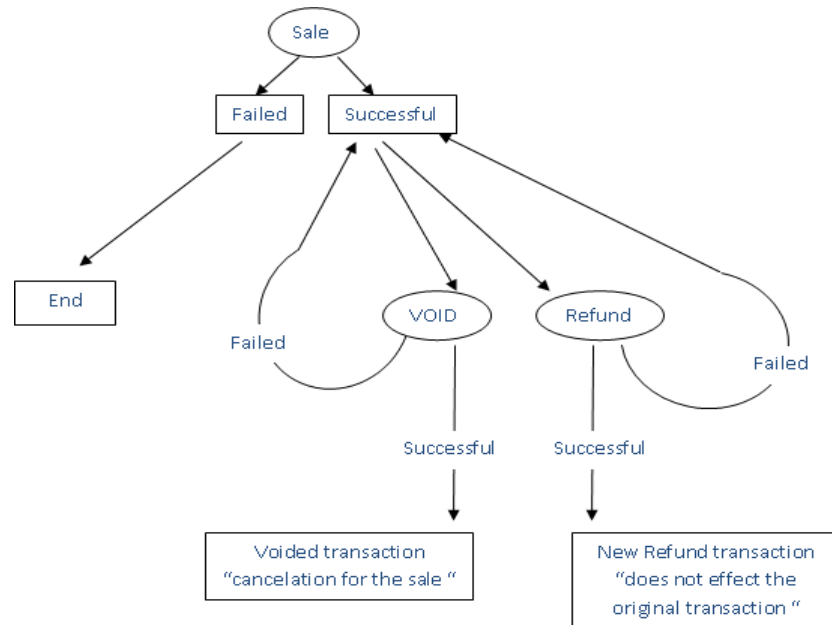 Sale
Failed
Successful
End
VOID
Refund
Failed
Failed
Successful
Successful
Voided transaction
“cancelation for the sale “
New Refund transaction
“does not effect the
original transaction “